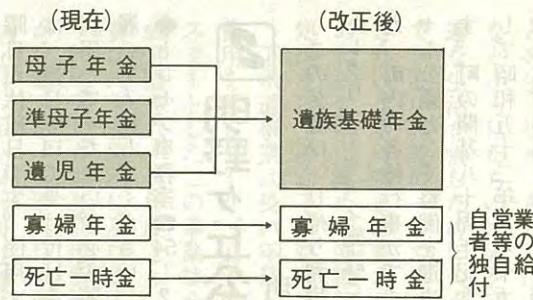 (現在)
(改正後)
母子年金
準母子年金
遺児年金
遺族基礎年金
寡婦年金
寡婦年金
死亡一時金
死亡一時金
自営業
者等の
独自給
付